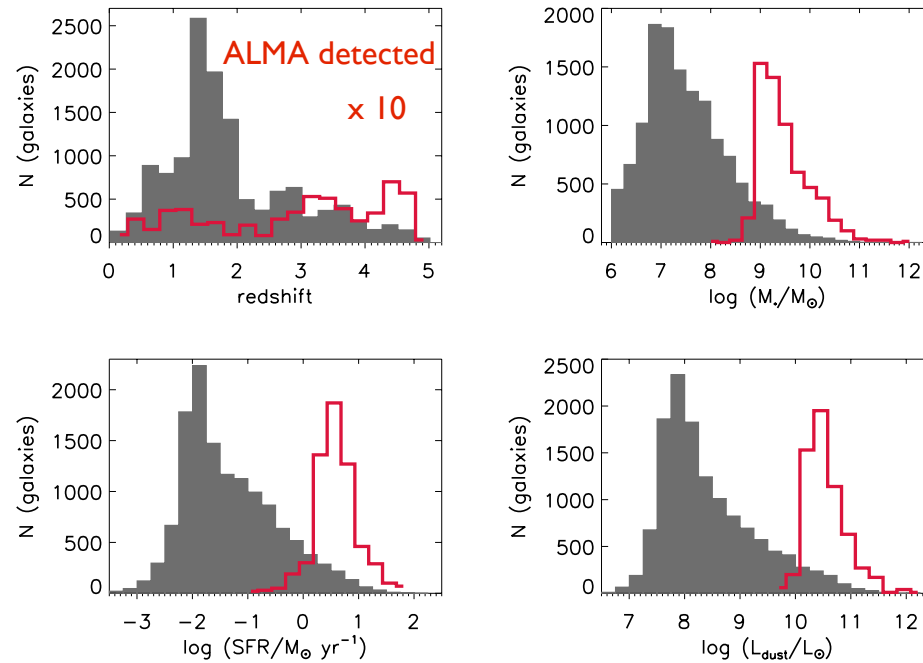 ALMA detected
x 10
N (galaxies)
2500
2000
1500
1000
500
0
0 1 2 3 4 5
redshift
N (galaxies)
2000
1500
1000
500
0
6 7 8 9 10 11 12
log (M*/M⊙)
N (galaxies)
2000
1500
1000
500
0
−3 −2 −1 0 1 2
log (SFR/M⊙ yr⁻¹)
N (galaxies)
2500
2000
1500
1000
500
0
7 8 9 10 11 12
log (Ldust/L⊙)